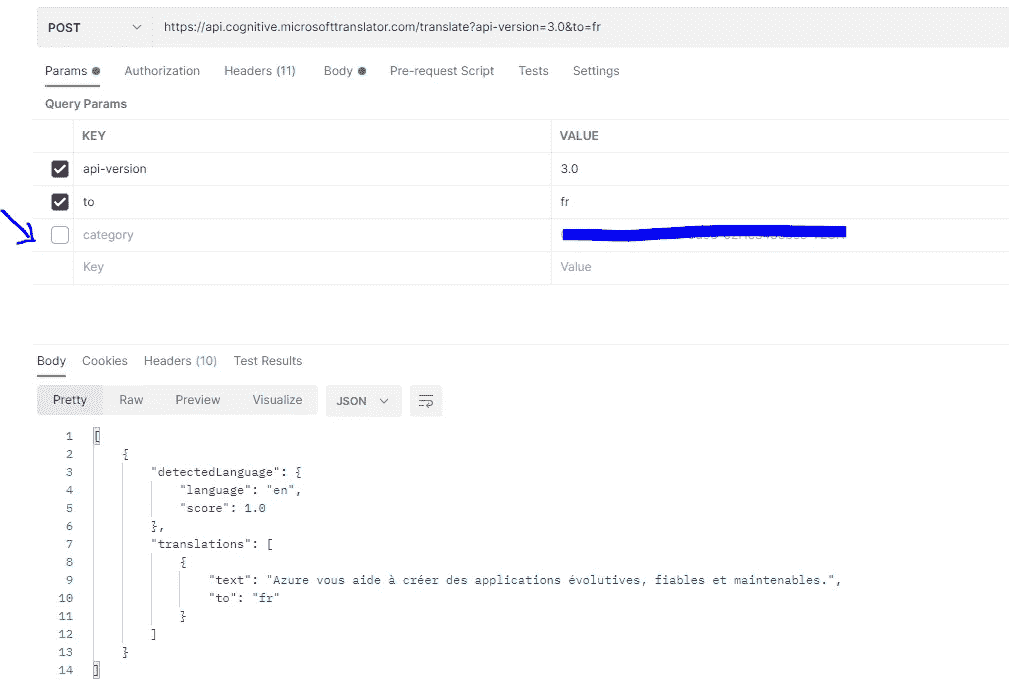 POST https://api.cognitive.microsofttranslator.com/translate?api-version=3.0&to=fr
Params Authorization Headers (11) Body Pre-request Script Tests Settings
Query Params
KEY VALUE
api-version 3.0
to fr
category
Key Value
Body Cookies Headers (10) Test Results
Pretty Raw Preview Visualize JSON
1 [
2 {
3 "detectedLanguage": {
4 "language": "en",
5 "score": 1.0
6 },
7 "translations": [
8 {
9 "text": "Azure vous aide à créer des applications évolutives, fiables et maintenables.",
10 "to": "fr"
11 }
12 ]
13 }
14 ]